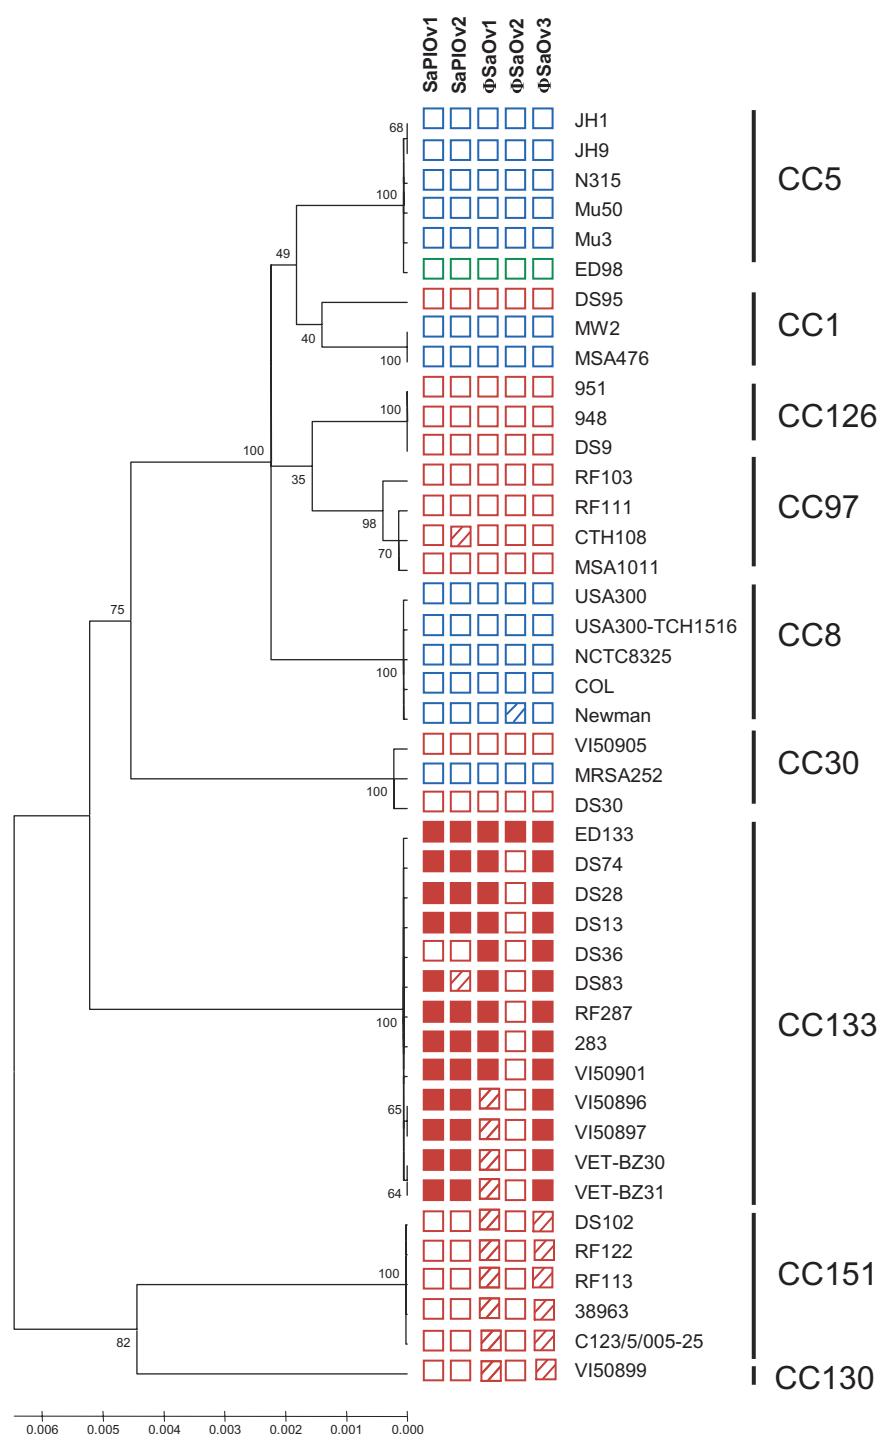 SaPIOv1
SaPIOv2
ΦSaOv1
ΦSaOv2
ΦSaOv3
JH1
JH9
N315
Mu50
Mu3
ED98
CC5
DS95
MW2
MSA476
CC1
951
948
DS9
CC126
RF103
RF111
CTH108
MSA1011
CC97
USA300
USA300-TCH1516
NCTC8325
COL
Newman
CC8
VI50905
MRSA252
DS30
CC30
ED133
DS74
DS28
DS13
DS36
DS83
RF287
283
VI50901
VI50896
VI50897
VET-BZ30
VET-BZ31
CC133
DS102
RF122
RF113
38963
C123/5/005-25
CC151
VI50899
CC130
68
100
49
40
100
100
100
35
98
70
75
100
100
100
65
64
100
82
0.006 0.005 0.004 0.003 0.002 0.001 0.000